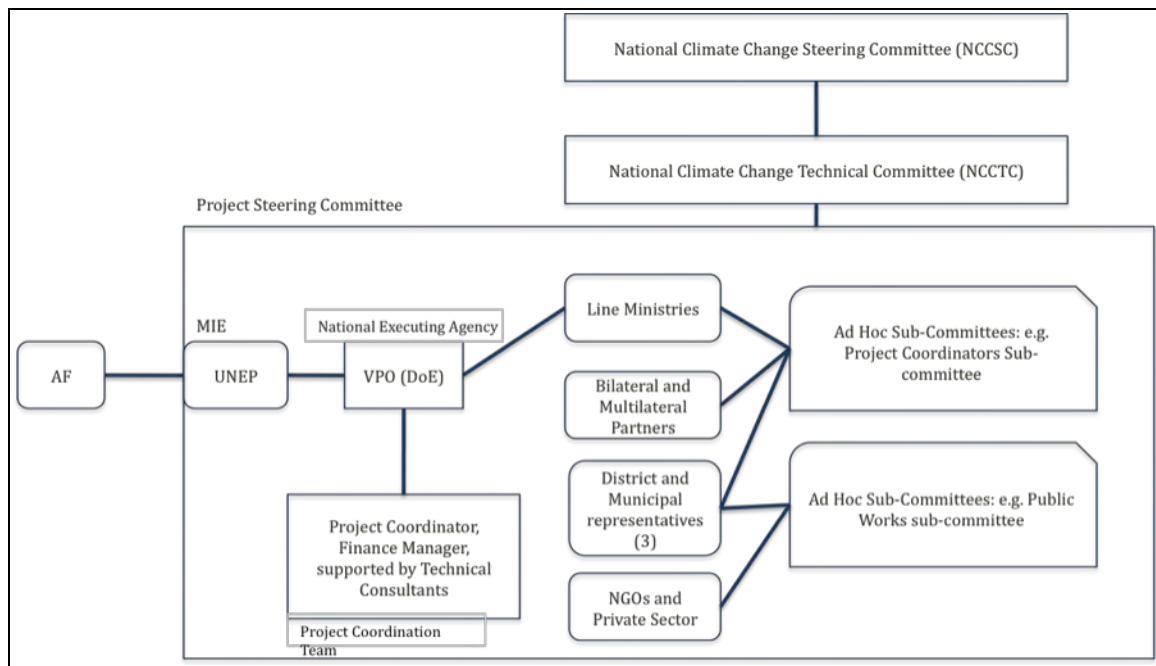 National Climate Change Steering Committee (NCCSC)
National Climate Change Technical Committee (NCCTC)
Project Steering Committee
AF
MIE
UNEP
National Executing Agency
VPO (DoE)
Project Coordinator,
Finance Manager,
supported by Technical
Consultants
Project Coordination
Team
Line Ministries
Bilateral and
Multilateral
Partners
District and
Municipal
representatives
(3)
NGOs and
Private Sector
Ad Hoc Sub-Committees: e.g.
Project Coordinators Sub-
committee
Ad Hoc Sub-Committees: e.g. Public
Works sub-committee